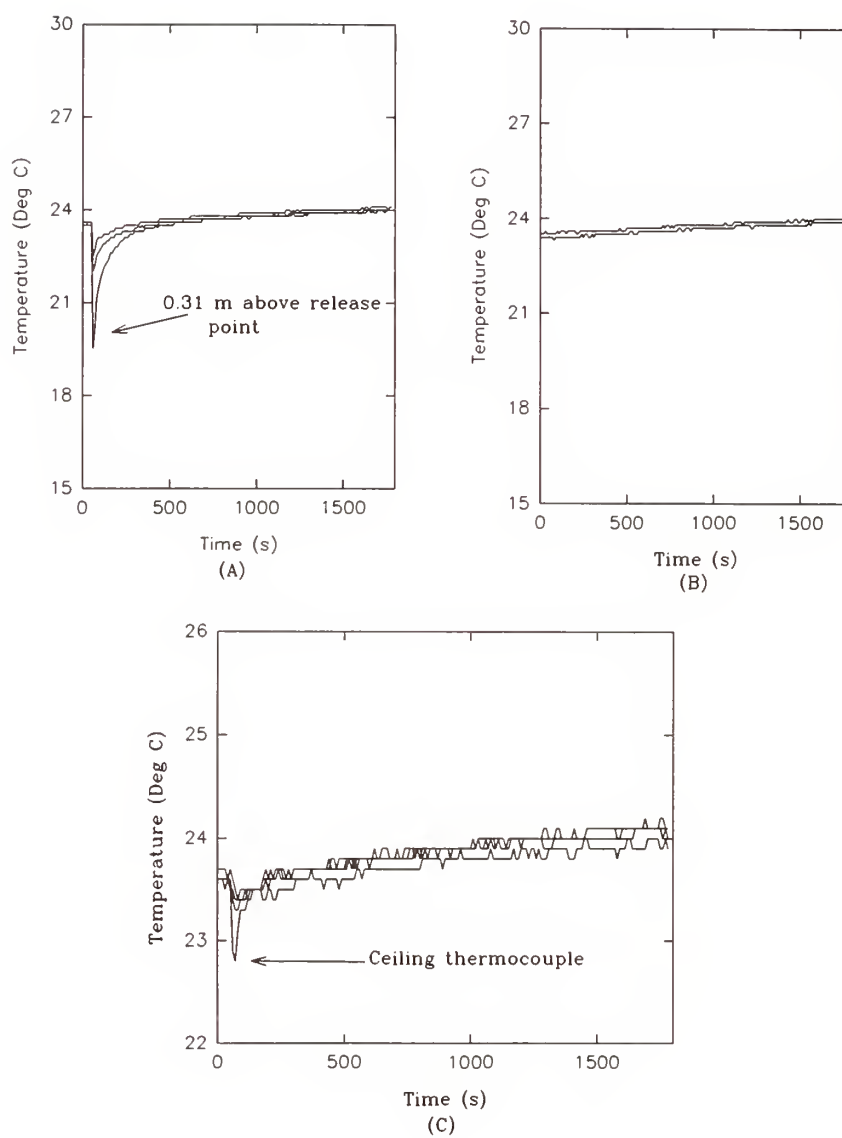 30
27
24
21
18
15
Temperature (Deg C)
0.31 m above release
point
0 500 1000 1500
Time (s)
(A)
30
27
24
21
18
15
Temperature (Deg C)
0 500 1000 1500
Time (s)
(B)
26
25
24
23
22
Temperature (Deg C)
Ceiling thermocouple
0 500 1000 1500
Time (s)
(C)